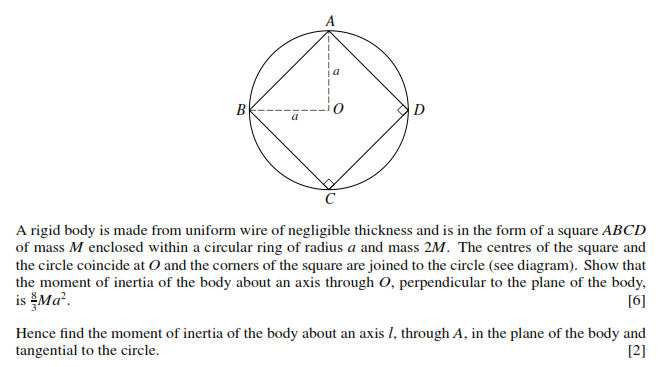 A
a
B
a
O
D
C
A rigid body is made from uniform wire of negligible thickness and is in the form of a square ABCD
of mass M enclosed within a circular ring of radius a and mass 2M. The centres of the square and
the circle coincide at O and the corners of the square are joined to the circle (see diagram). Show that
the moment of inertia of the body about an axis through O, perpendicular to the plane of the body,
is 8/3 Ma². [6]
Hence find the moment of inertia of the body about an axis l, through A, in the plane of the body and
tangential to the circle. [2]